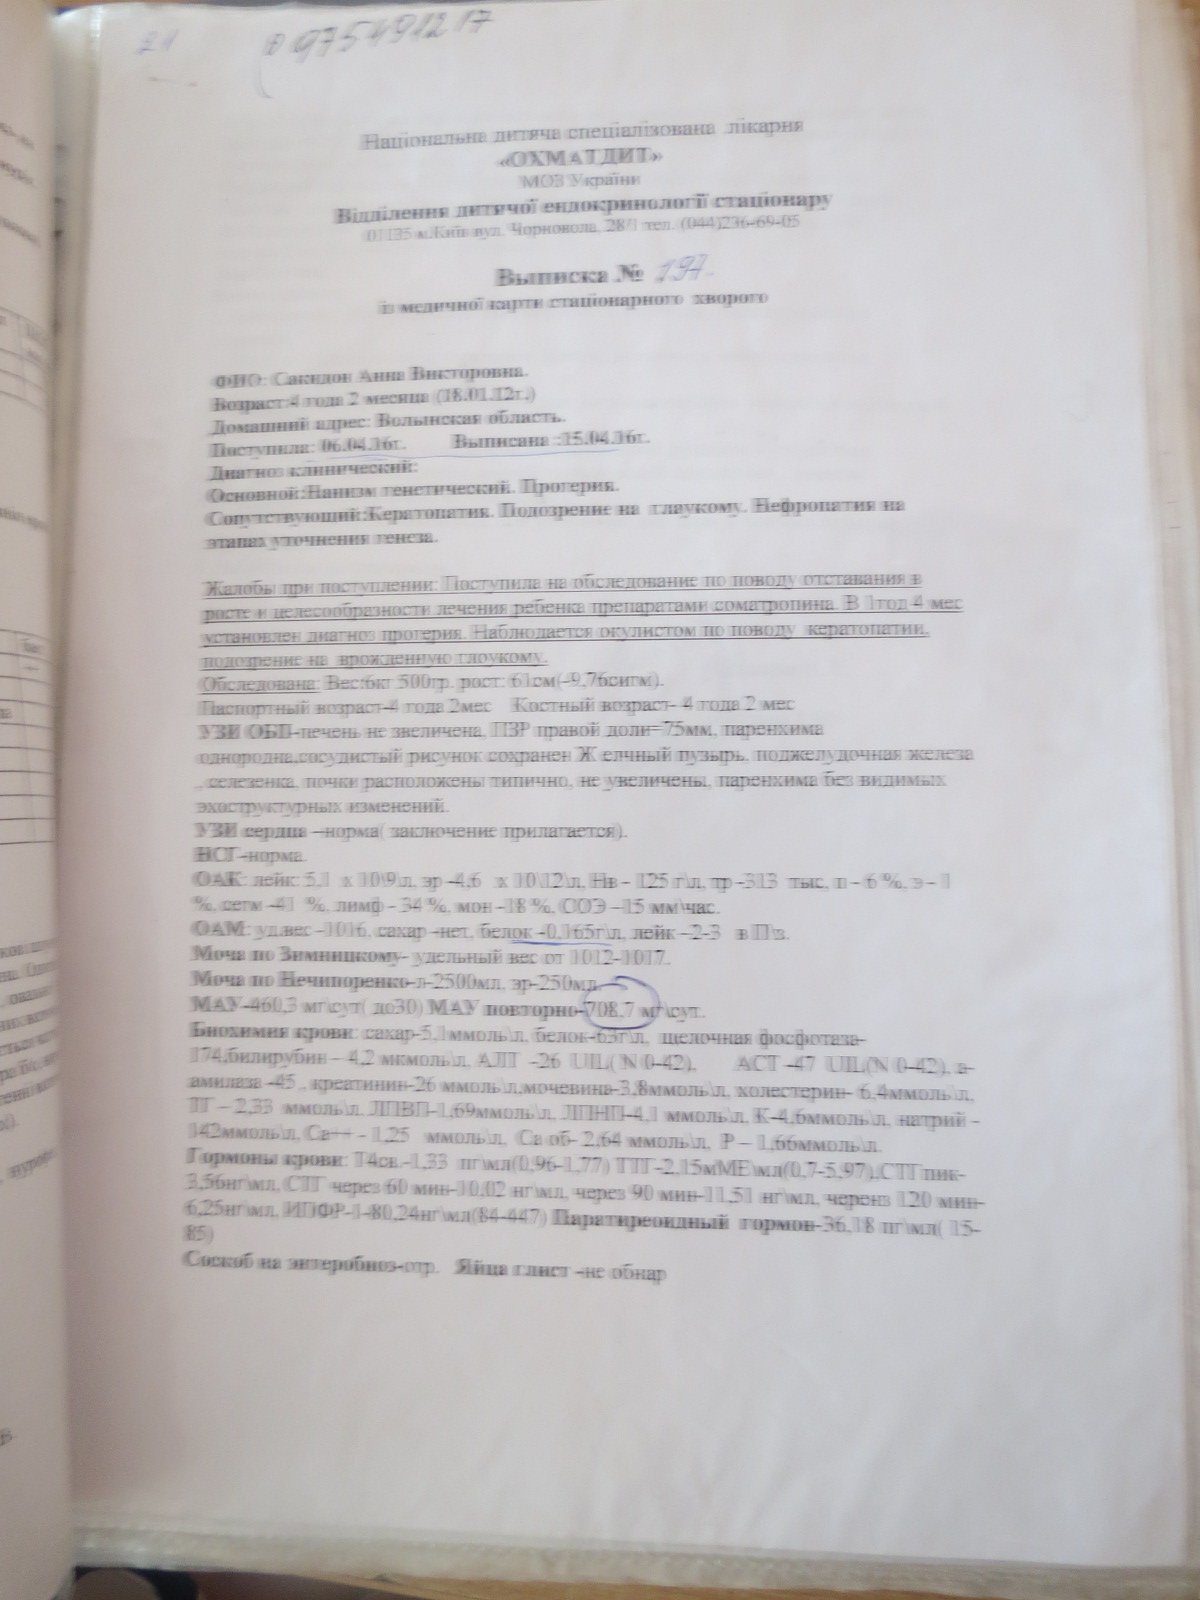 21
0975491217
Національна дитяча спеціалізована лікарня
«ОХМАТДИТ»
МОЗ України
Відділення дитячої ендокринології стаціонару
01135 м.Київ вул. Чорновола, 28/1 тел. (044)236-69-05
Выписка № 197.
із медичної карти стаціонарного хворого
ФИО: Сакидон Анна Викторовна.
Возраст:4 года 2 месяца (18.01.12г.)
Домашний адрес: Волынская область.
Поступила: 06.04.16г. Выписана :15.04.16г.
Диагноз клинический:
Основной:Нанизм генетический. Прогерия.
Сопутствующий:Кератопатия. Подозрение на глаукому. Нефропатия на
этапах уточнения генеза.
Жалобы при поступлении: Поступила на обследование по поводу отставания в
росте и целесообразности лечения ребенка препаратами соматропина. В 1год 4 мес
установлен диагноз прогерия. Наблюдается окулистом по поводу кератопатии,
подозрение на врожденную глоукому.
Обследована: Вес:6кг 500гр. рост: 61см(-9,76сигм).
Паспортный возраст-4 года 2мес Костный возраст- 4 года 2 мес
УЗИ ОБП-печень не звеличена, ПЗР правой доли=75мм, паренхима
однородна,сосудистый рисунок сохранен Ж елчный пузырь, поджелудочная железа
, селезенка, почки расположены типично, не увеличены, паренхима без видимых
эхоструктурных изменений.
УЗИ сердца –норма( заключение прилагается).
НСГ-норма.
ОАК: лейк: 5,1 х 10\9\л, эр -4,6 х 10\12\л, Нв - 125 г\л, тр -313 тыс, п – 6 %, э – 1
%, сегм -41 %, лимф - 34 %, мон -18 %, СОЭ –15 мм\час.
ОАМ: уд.вес -1016, сахар –нет, белок -0,165г\л, лейк –2-3 в П\з.
Моча по Зимницкому- удельный вес от 1012-1017.
Моча по Нечипоренко-л-2500мл, эр-250мл
МАУ-460,3 мг\сут( до30) МАУ повторно-708,7 мг\сут.
Биохимия крови: сахар-5,1ммоль\л, белок-63г\л, щелочная фосфотаза-
174,билирубин – 4,2 мкмоль\л, АЛТ -26 UIL( N 0-42), АСТ –47 UIL(N 0-42), а-
амилаза -45 , креатинин-26 ммоль\л,мочевина-3,8ммоль\л, холестерин- 6,4ммоль\л,
ТГ – 2,33 ммоль\л, ЛПВП-1,69ммоль\л, ЛПНП-4,1 ммоль\л, К-4,6ммоль\л, натрий -
142ммоль\л, Са++ - 1,25 ммоль\л, Са об- 2,64 ммоль\л, Р – 1,66ммоль\л.
Гормоны крови: Т4св.-1,33 нг\мл(0,96-1,77) ТТГ-2,15мМЕ\мл(0,7-5,97),СТГпик-
3,56нг\мл, СТГ через 60 мин-10,02 нг\мл, через 90 мин-11,51 нг\мл, черенз 120 мин-
6,25нг\мл, ИПФР-1-80,24нг\мл(84-447) Паратиреоидный гормон-36,18 пг\мл( 15-
85)
Соскоб на энтеробиоз-отр. Яйца глист -не обнар